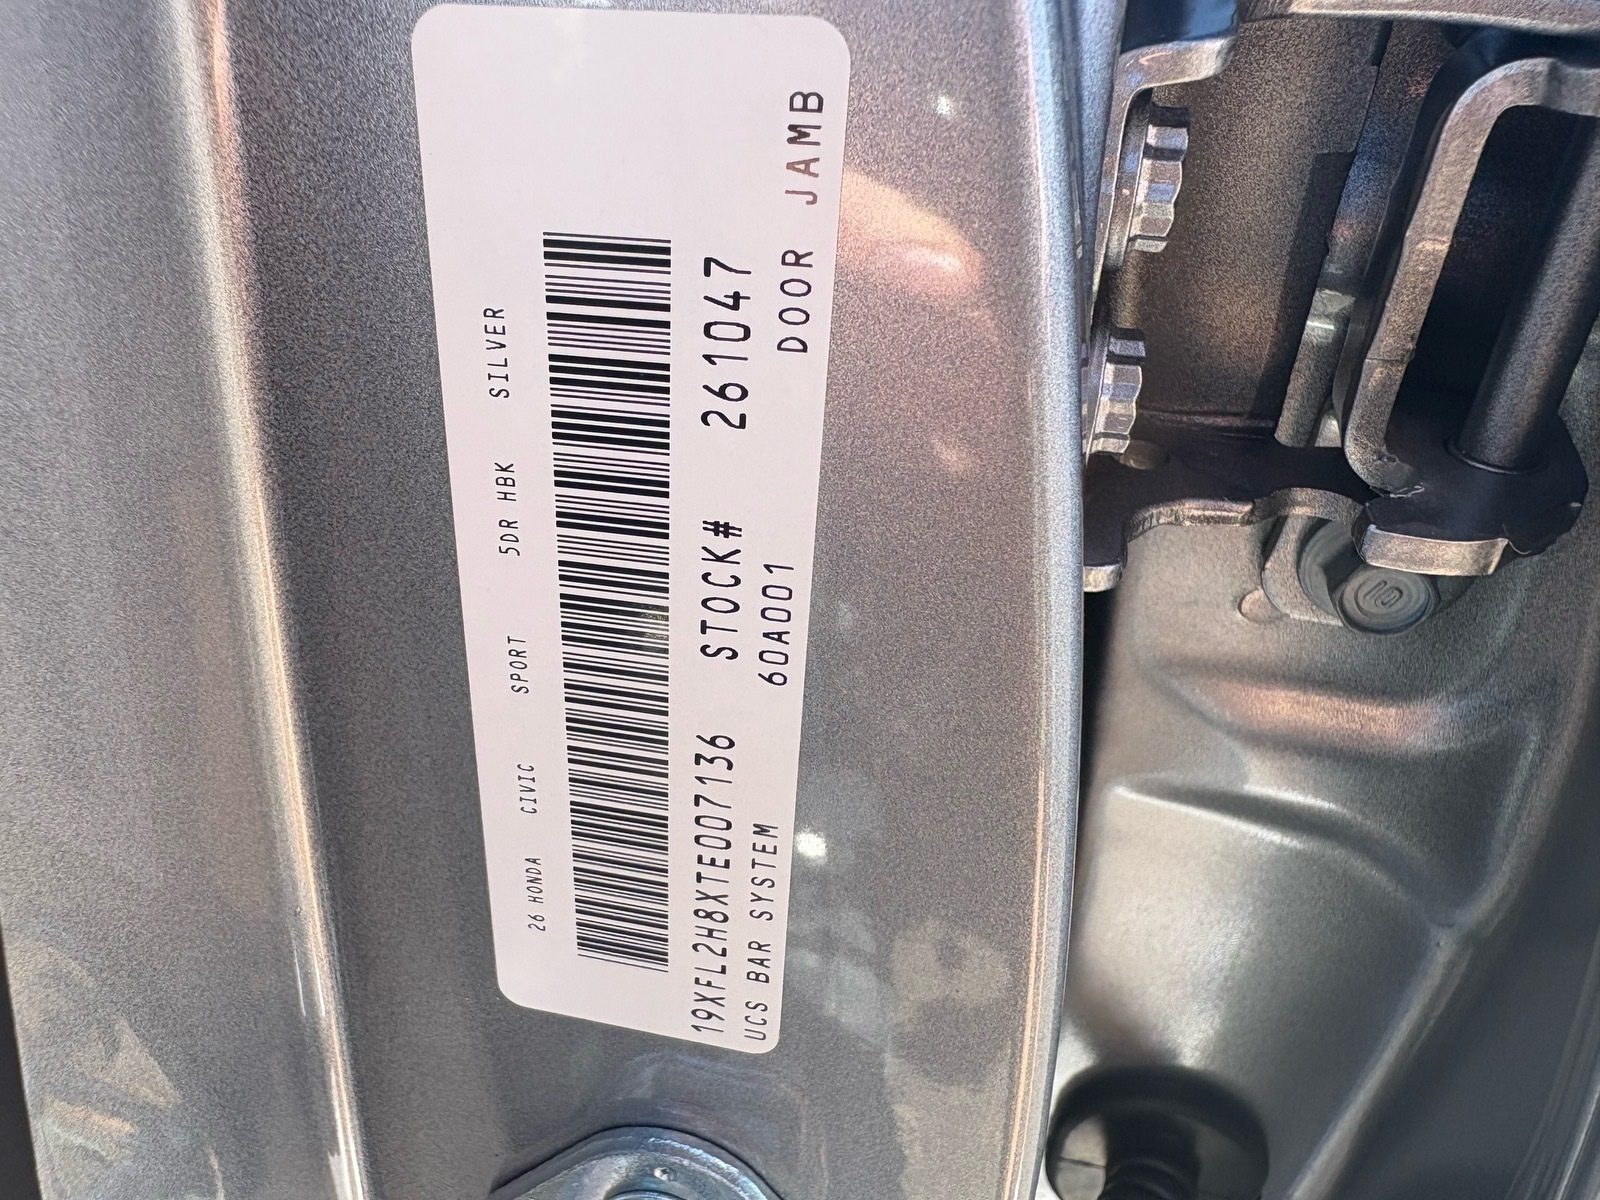 26 HONDA CIVIC SPORT 5DR HBK SILVER
19XFL2H8XTE007136 STOCK# 261047
UCS BAR SYSTEM 60A001 DOOR JAMB